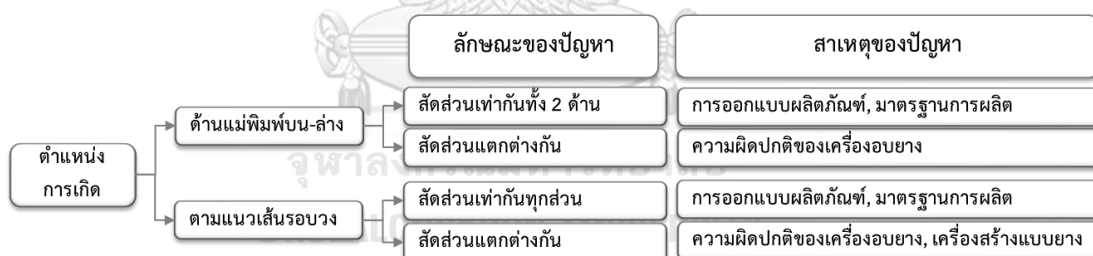 ลักษณะของปัญหา
สาเหตุของปัญหา
ตำแหน่ง
การเกิด
ด้านแม่พิมพ์บน-ล่าง
สัดส่วนเท่ากันทั้ง 2 ด้าน
การออกแบบผลิตภัณฑ์, มาตรฐานการผลิต
สัดส่วนแตกต่างกัน
ความผิดปกติของเครื่องอบยาง
ตามแนวเส้นรอบวง
สัดส่วนเท่ากันทุกส่วน
การออกแบบผลิตภัณฑ์, มาตรฐานการผลิต
สัดส่วนแตกต่างกัน
ความผิดปกติของเครื่องอบยาง, เครื่องสร้างแบบยาง